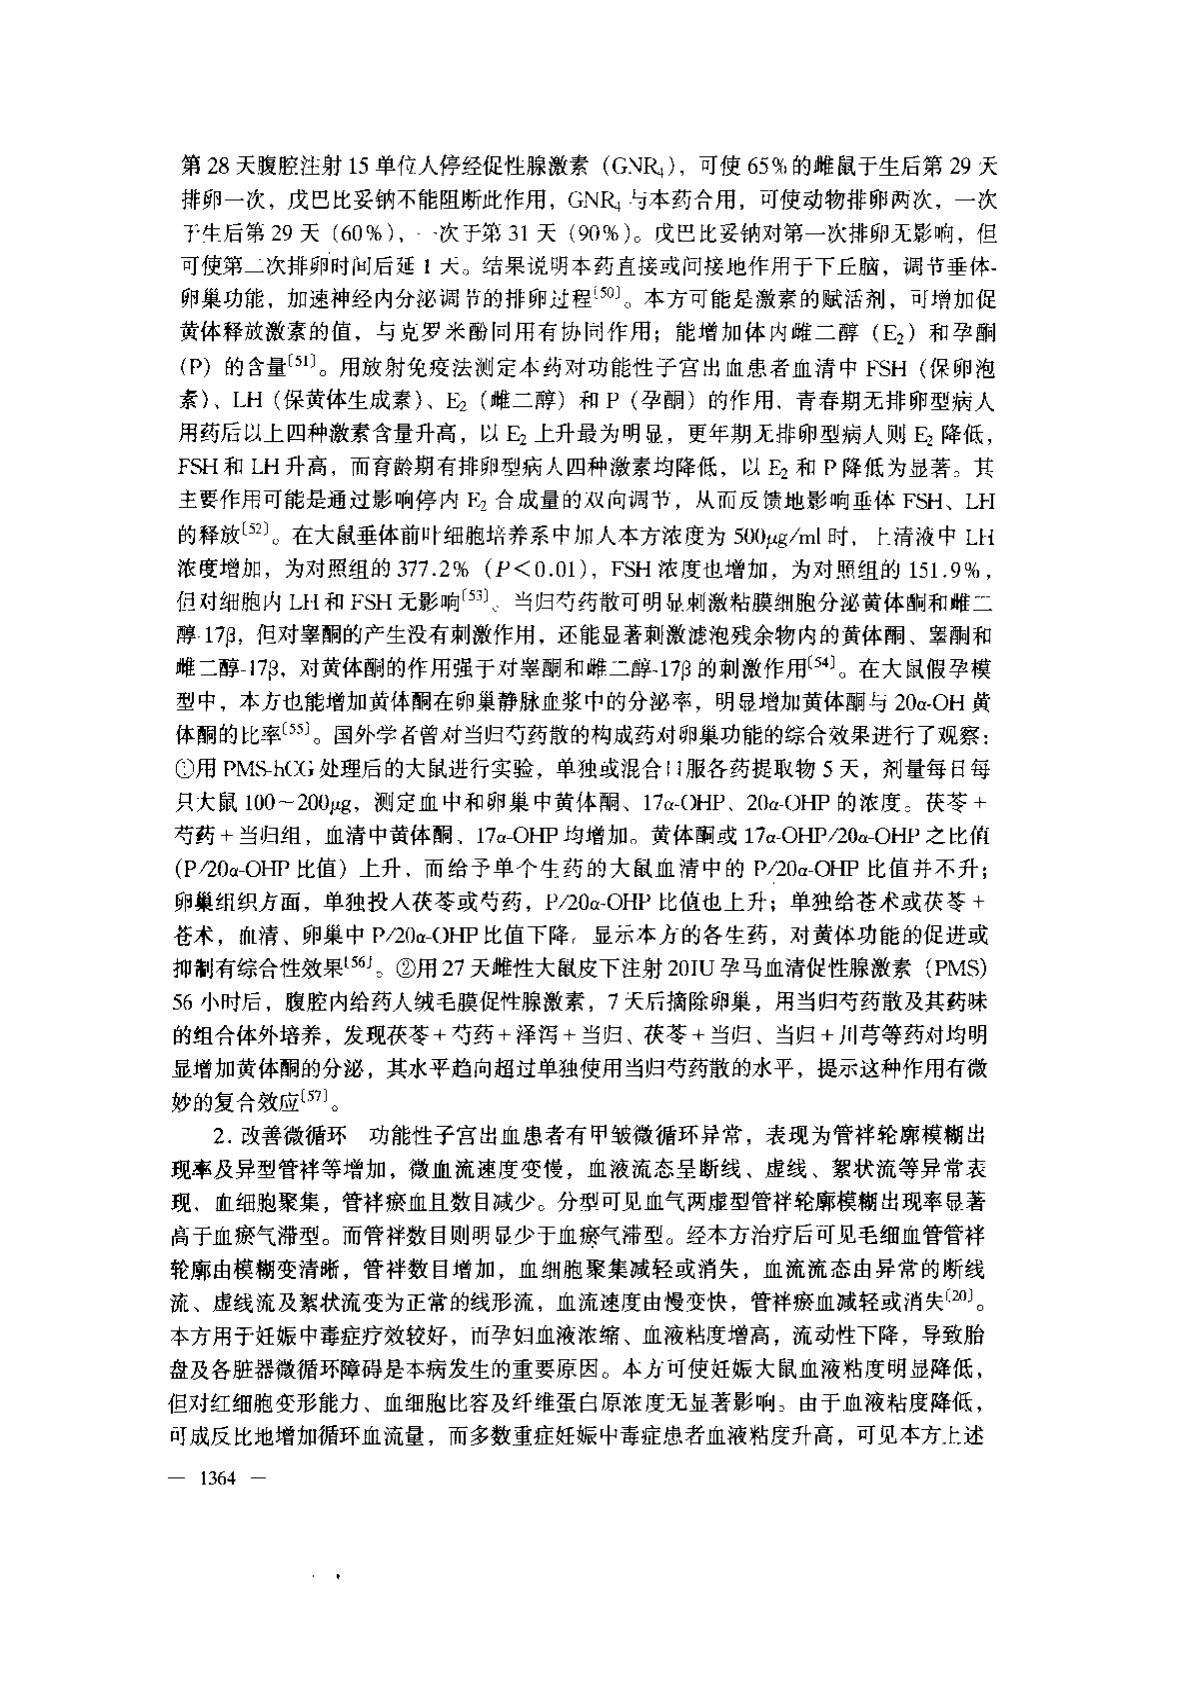 第 28 天腹腔注射 15 单位人停经促性腺激素（GNR₄），可使 65％的雌鼠于生后第 29 天
排卵一次，戊巴比妥钠不能阻断此作用，GNR₄ 与本药合用，可使动物排卵两次，一次
于生后第 29 天（60％），一次于第 31 天（90％）。戊巴比妥钠对第一次排卵无影响，但
可使第二次排卵时间后延 1 天。结果说明本药直接或间接地作用于下丘脑，调节垂体-
卵巢功能，加速神经内分泌调节的排卵过程〔50〕。本方可能是激素的赋活剂，可增加促
黄体释放激素的值，与克罗米酚同用有协同作用；能增加体内雌二醇（E₂）和孕酮
(P）的含量〔51〕。用放射免疫法测定本药对功能性子宫出血患者血清中 FSH（保卵泡
素）、LH（保黄体生成素）、E₂（雌二醇）和 P（孕酮）的作用，青春期无排卵型病人
用药后以上四种激素含量升高，以 E₂ 上升最为明显，更年期无排卵型病人则 E₂ 降低，
FSH 和 LH 升高，而育龄期有排卵型病人四种激素均降低，以 E₂ 和 P 降低为显著。其
主要作用可能是通过影响停内 E₂ 合成量的双向调节，从而反馈地影响垂体 FSH、LH
的释放〔52〕。在大鼠垂体前叶细胞培养系中加人本方浓度为 500μg/ml 时，上清液中 LH
浓度增加，为对照组的 377.2％（P＜0.01），FSH 浓度也增加，为对照组的 151.9％，
但对细胞内 LH 和 FSH 无影响〔53〕。当归芍药散可明显刺激粘膜细胞分泌黄体酮和雌二
醇-17β，但对睾酮的产生没有刺激作用，还能显著刺激滤泡残余物内的黄体酮、睾酮和
雌二醇-17β，对黄体酮的作用强于对睾酮和雌二醇-17β 的刺激作用〔54〕。在大鼠假孕模
型中，本方也能增加黄体酮在卵巢静脉血浆中的分泌率，明显增加黄体酮与 20α-OH 黄
体酮的比率〔55〕。国外学者曾对当归芍药散的构成药对卵巢功能的综合效果进行了观察：
①用 PMS-hCG 处理后的大鼠进行实验，单独或混合口服各药提取物 5 天，剂量每日每
只大鼠 100～200μg，测定血中和卵巢中黄体酮、17α-OHP、20α-OHP 的浓度。茯苓＋
芍药＋当归组，血清中黄体酮、17α-OHP 均增加。黄体酮或 17α-OHP/20α-OHP 之比值
(P/20α-OHP 比值）上升，而给予单个生药的大鼠血清中的 P/20α-OHP 比值并不升；
卵巢组织方面，单独投人茯苓或芍药，P/20α-OHP 比值也上升；单独给苍术或茯苓＋
苍术，血清、卵巢中 P/20α-OHP 比值下降，显示本方的各生药，对黄体功能的促进或
抑制有综合性效果〔56〕。②用 27 天雌性大鼠皮下注射 20IU 孕马血清促性腺激素（PMS）
56 小时后，腹腔内给药人绒毛膜促性腺激素，7 天后摘除卵巢，用当归芍药散及其药味
的组合体外培养，发现茯苓＋芍药＋泽泻＋当归、茯苓＋当归、当归＋川芎等药对均明
显增加黄体酮的分泌，其水平趋向超过单独使用当归芍药散的水平，提示这种作用有微
妙的复合效应〔57〕。
2. 改善微循环　功能性子宫出血患者有甲皱微循环异常，表现为管袢轮廓模糊出
现率及异型管袢等增加，微血流速度变慢，血液流态呈断线、虚线、絮状流等异常表
现，血细胞聚集，管袢瘀血且数目减少。分型可见血气两虚型管袢轮廓模糊出现率显著
高于血瘀气滞型。而管袢数目则明显少于血瘀气滞型。经本方治疗后可见毛细血管管袢
轮廓由模糊变清晰，管袢数目增加，血细胞聚集减轻或消失，血流流态由异常的断线
流、虚线流及絮状流变为正常的线形流，血流速度由慢变快，管袢瘀血减轻或消失〔20〕。
本方用于妊娠中毒症疗效较好，而孕妇血液浓缩、血液粘度增高，流动性下降，导致胎
盘及各脏器微循环障碍是本病发生的重要原因。本方可使妊娠大鼠血液粘度明显降低，
但对红细胞变形能力、血细胞比容及纤维蛋白原浓度无显著影响。由于血液粘度降低，
可成反比地增加循环血流量，而多数重症妊娠中毒症患者血液粘度升高，可见本方上述
— 1364 —